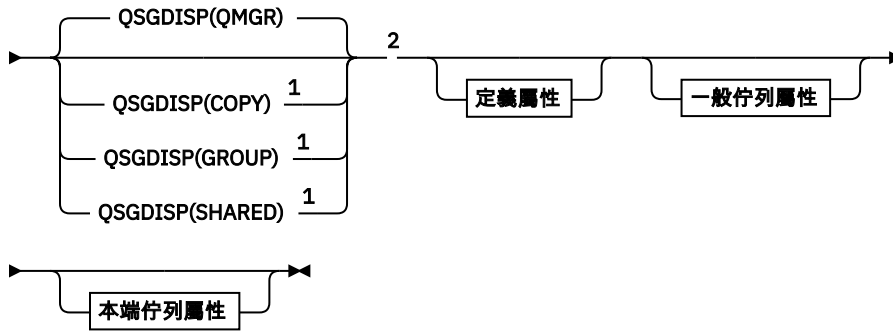 QSGDISP(QMGR)
2
定義屬性
一般佇列屬性
QSGDISP(COPY) 1
QSGDISP(GROUP) 1
QSGDISP(SHARED) 1
本端佇列屬性